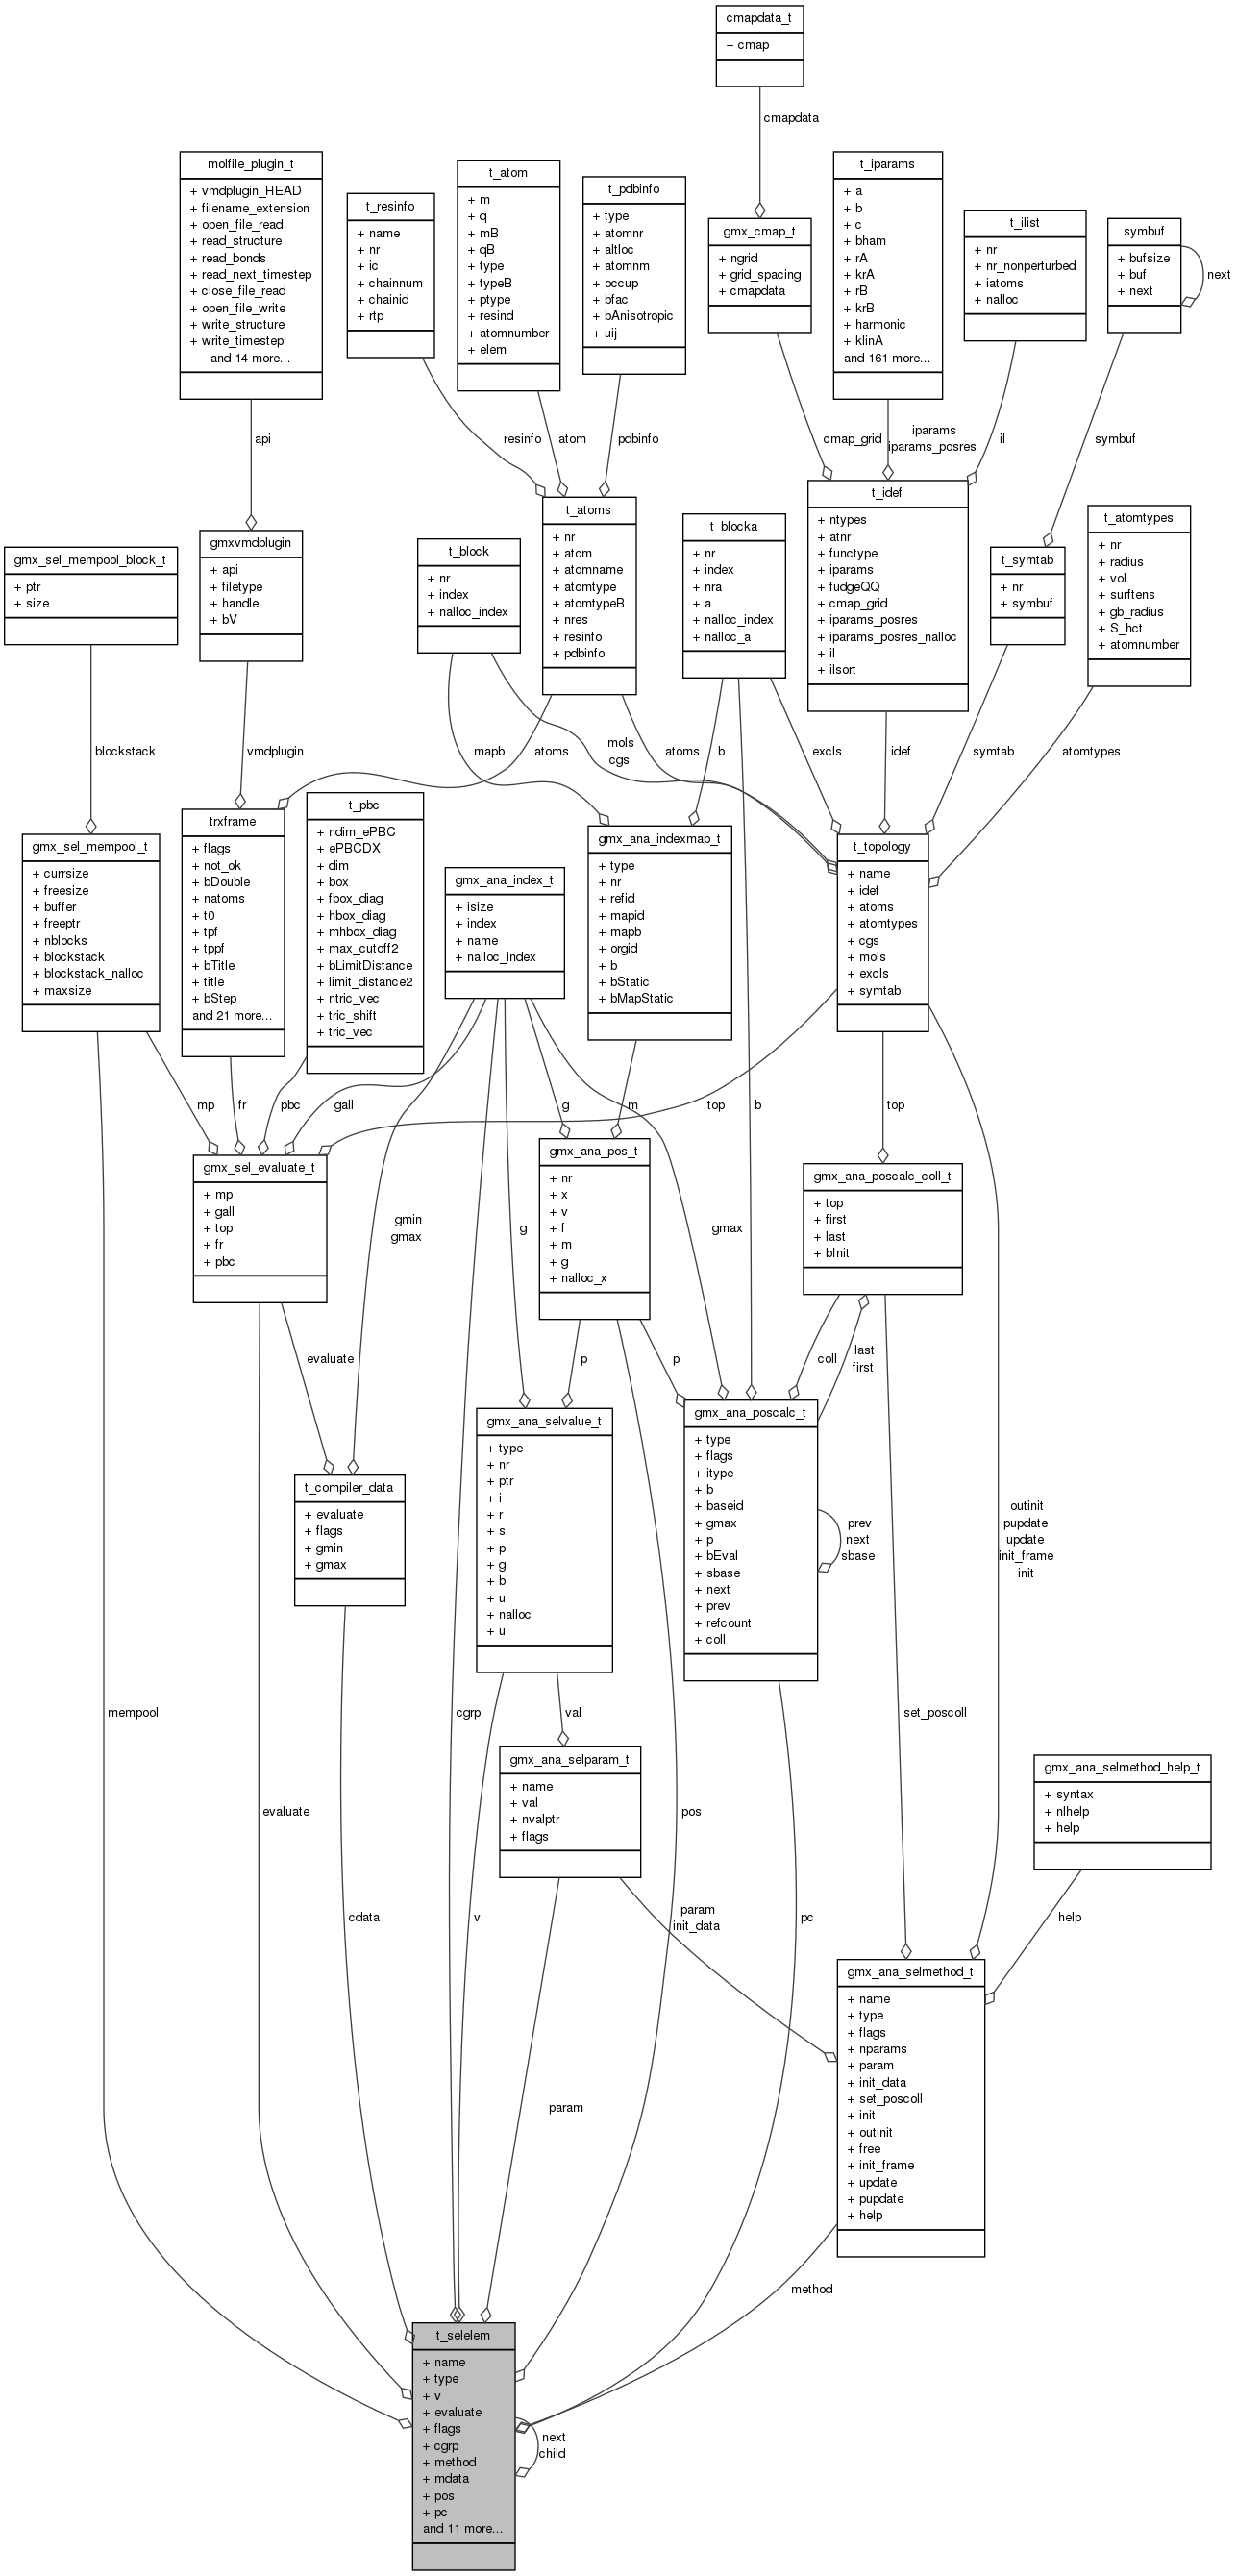 cmapdata_t
+ cmap
cmapdata
molfile_plugin_t
+ vmdplugin_HEAD
+ filename_extension
+ open_file_read
+ read_structure
+ read_bonds
+ read_next_timestep
+ close_file_read
+ open_file_write
+ write_structure
+ write_timestep
and 14 more...
t_resinfo
+ name
+ nr
+ ic
+ chainnum
+ chainid
+ rtp
t_atom
+ m
+ q
+ mB
+ qB
+ type
+ typeB
+ ptype
+ resind
+ atomnumber
+ elem
t_pdbinfo
+ type
+ atomnr
+ altloc
+ atomnm
+ occup
+ bfac
+ bAnisotropic
+ uij
gmx_cmap_t
+ ngrid
+ grid_spacing
+ cmapdata
t_iparams
+ a
+ b
+ c
+ bham
+ rA
+ krA
+ rB
+ krB
+ harmonic
+ klinA
and 161 more...
t_ilist
+ nr
+ nr_nonperturbed
+ iatoms
+ nalloc
symbuf
+ bufsize
+ buf
+ next
next
api
resinfo
atom
pdbinfo
cmap_grid
iparams
iparams_posres
il
symbuf
gmx_sel_mempool_block_t
+ ptr
+ size
gmxvmdplugin
+ api
+ filetype
+ handle
+ bV
t_block
+ nr
+ index
+ nalloc_index
t_atoms
+ nr
+ atom
+ atomname
+ atomtype
+ atomtypeB
+ nres
+ resinfo
+ pdbinfo
t_blocka
+ nr
+ index
+ nra
+ a
+ nalloc_index
+ nalloc_a
t_idef
+ ntypes
+ atnr
+ functype
+ iparams
+ fudgeQQ
+ cmap_grid
+ iparams_posres
+ iparams_posres_nalloc
+ il
+ ilsort
t_symtab
+ nr
+ symbuf
t_atomtypes
+ nr
+ radius
+ vol
+ surftens
+ gb_radius
+ S_hct
+ atomnumber
blockstack
vmdplugin
mapb
atoms
mols
cgs
atoms
b
excls
idef
symtab
atomtypes
gmx_sel_mempool_t
+ currsize
+ freesize
+ buffer
+ freeptr
+ nblocks
+ blockstack
+ blockstack_nalloc
+ maxsize
trxframe
+ flags
+ not_ok
+ bDouble
+ natoms
+ t0
+ tpf
+ tppf
+ bTitle
+ title
+ bStep
and 21 more...
t_pbc
+ ndim_ePBC
+ ePBCDX
+ dim
+ box
+ fbox_diag
+ hbox_diag
+ mhbox_diag
+ max_cutoff2
+ bLimitDistance
+ limit_distance2
+ ntric_vec
+ tric_shift
+ tric_vec
gmx_ana_index_t
+ isize
+ index
+ name
+ nalloc_index
gmx_ana_indexmap_t
+ type
+ nr
+ refid
+ mapid
+ mapb
+ orgid
+ b
+ bStatic
+ bMapStatic
t_topology
+ name
+ idef
+ atoms
+ atomtypes
+ cgs
+ mols
+ excls
+ symtab
mp
fr
pbc
gall
g
m
top
b
top
gmx_sel_evaluate_t
+ mp
+ gall
+ top
+ fr
+ pbc
gmin
gmax
g
gmx_ana_pos_t
+ nr
+ x
+ v
+ f
+ m
+ g
+ nalloc_x
gmax
gmx_ana_poscalc_coll_t
+ top
+ first
+ last
+ bInit
evaluate
p
p
coll
last
first
t_compiler_data
+ evaluate
+ flags
+ gmin
+ gmax
gmx_ana_selvalue_t
+ type
+ nr
+ ptr
+ i
+ r
+ s
+ p
+ g
+ b
+ u
+ nalloc
+ u
gmx_ana_poscalc_t
+ type
+ flags
+ itype
+ b
+ baseid
+ gmax
+ p
+ bEval
+ sbase
+ next
+ prev
+ refcount
+ coll
prev
next
sbase
outinit
pupdate
update
init_frame
init
mempool
cgrp
val
set_poscoll
gmx_ana_selparam_t
+ name
+ val
+ nvalptr
+ flags
gmx_ana_selmethod_help_t
+ syntax
+ nlhelp
+ help
evaluate
pos
cdata
v
param
init_data
pc
help
gmx_ana_selmethod_t
+ name
+ type
+ flags
+ nparams
+ param
+ init_data
+ set_poscoll
+ init
+ outinit
+ free
+ init_frame
+ update
+ pupdate
+ help
param
method
t_selelem
+ name
+ type
+ v
+ evaluate
+ flags
+ cgrp
+ method
+ mdata
+ pos
+ pc
and 11 more...
next
child